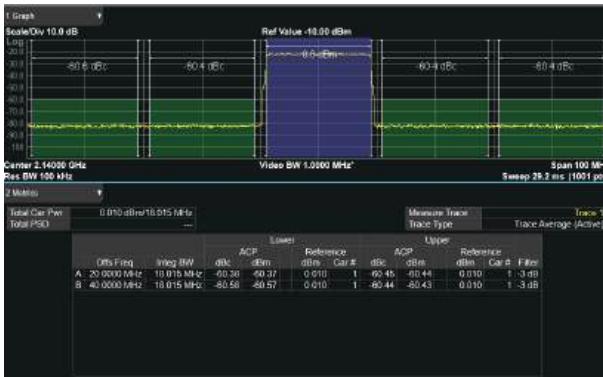 1 Graph
Scale/Div 10.0 dB Ref Value -10.00 dBm
Log
-60.6 dBc -60.4 dBc 0.0 dBm -60.4 dBc -60.4 dBc
Center 2.14000 GHz Video BW 1.0000 MHz* Span 100 MH
Res BW 100 kHz Sweep 29.2 ms (1001 po
2 Metrics
Total Car Pwr 0.010 dBm/18.015 MHz Measure Trace Trace 1
Total PSD --- Trace Type Trace Average (Active)
Lower Upper
ACP Reference ACP Reference
Offs Freq Integ BW dBc dBm dBm Car # dBc dBm dBm Car # Filter
A 20.0000 MHz 18.015 MHz -60.38 -60.37 0.010 1 -60.45 -60.44 0.010 1 -3 dB
B 40.0000 MHz 18.015 MHz -60.58 -60.57 0.010 1 -60.44 -60.43 0.010 1 -3 dB